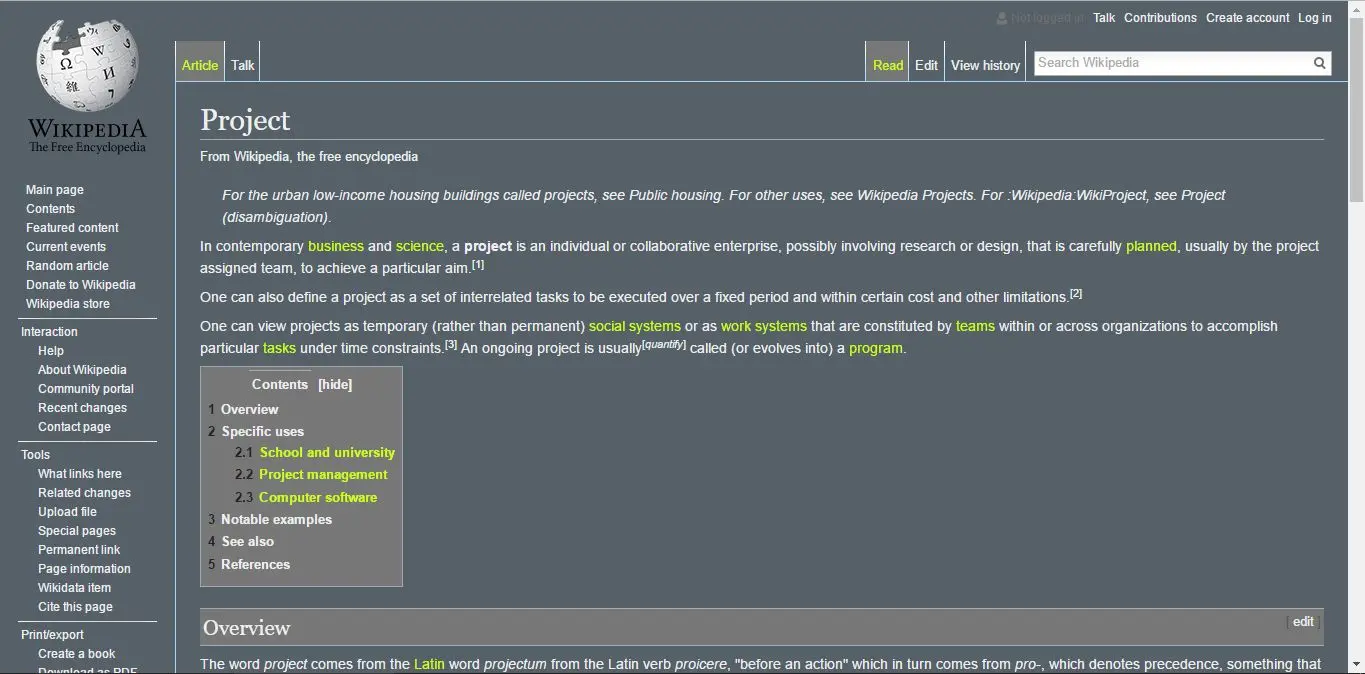 Not logged in Talk Contributions Create account Log in
Article Talk Read Edit View history Search Wikipedia
WIKIPEDIA
The Free Encyclopedia
Main page
Contents
Featured content
Current events
Random article
Donate to Wikipedia
Wikipedia store
Interaction
Help
About Wikipedia
Community portal
Recent changes
Contact page
Tools
What links here
Related changes
Upload file
Special pages
Permanent link
Page information
Wikidata item
Cite this page
Print/export
Create a book
Download as PDF
Project
From Wikipedia, the free encyclopedia
For the urban low-income housing buildings called projects, see Public housing. For other uses, see Wikipedia Projects. For :Wikipedia:WikiProject, see Project
(disambiguation).
In contemporary business and science, a project is an individual or collaborative enterprise, possibly involving research or design, that is carefully planned, usually by the project
assigned team, to achieve a particular aim.[1]
One can also define a project as a set of interrelated tasks to be executed over a fixed period and within certain cost and other limitations.[2]
One can view projects as temporary (rather than permanent) social systems or as work systems that are constituted by teams within or across organizations to accomplish
particular tasks under time constraints.[3] An ongoing project is usually[quantify] called (or evolves into) a program.
Contents [hide]
1 Overview
2 Specific uses
2.1 School and university
2.2 Project management
2.3 Computer software
3 Notable examples
4 See also
5 References
Overview [ edit ]
The word project comes from the Latin word projectum from the Latin verb proicere, "before an action" which in turn comes from pro-, which denotes precedence, something that